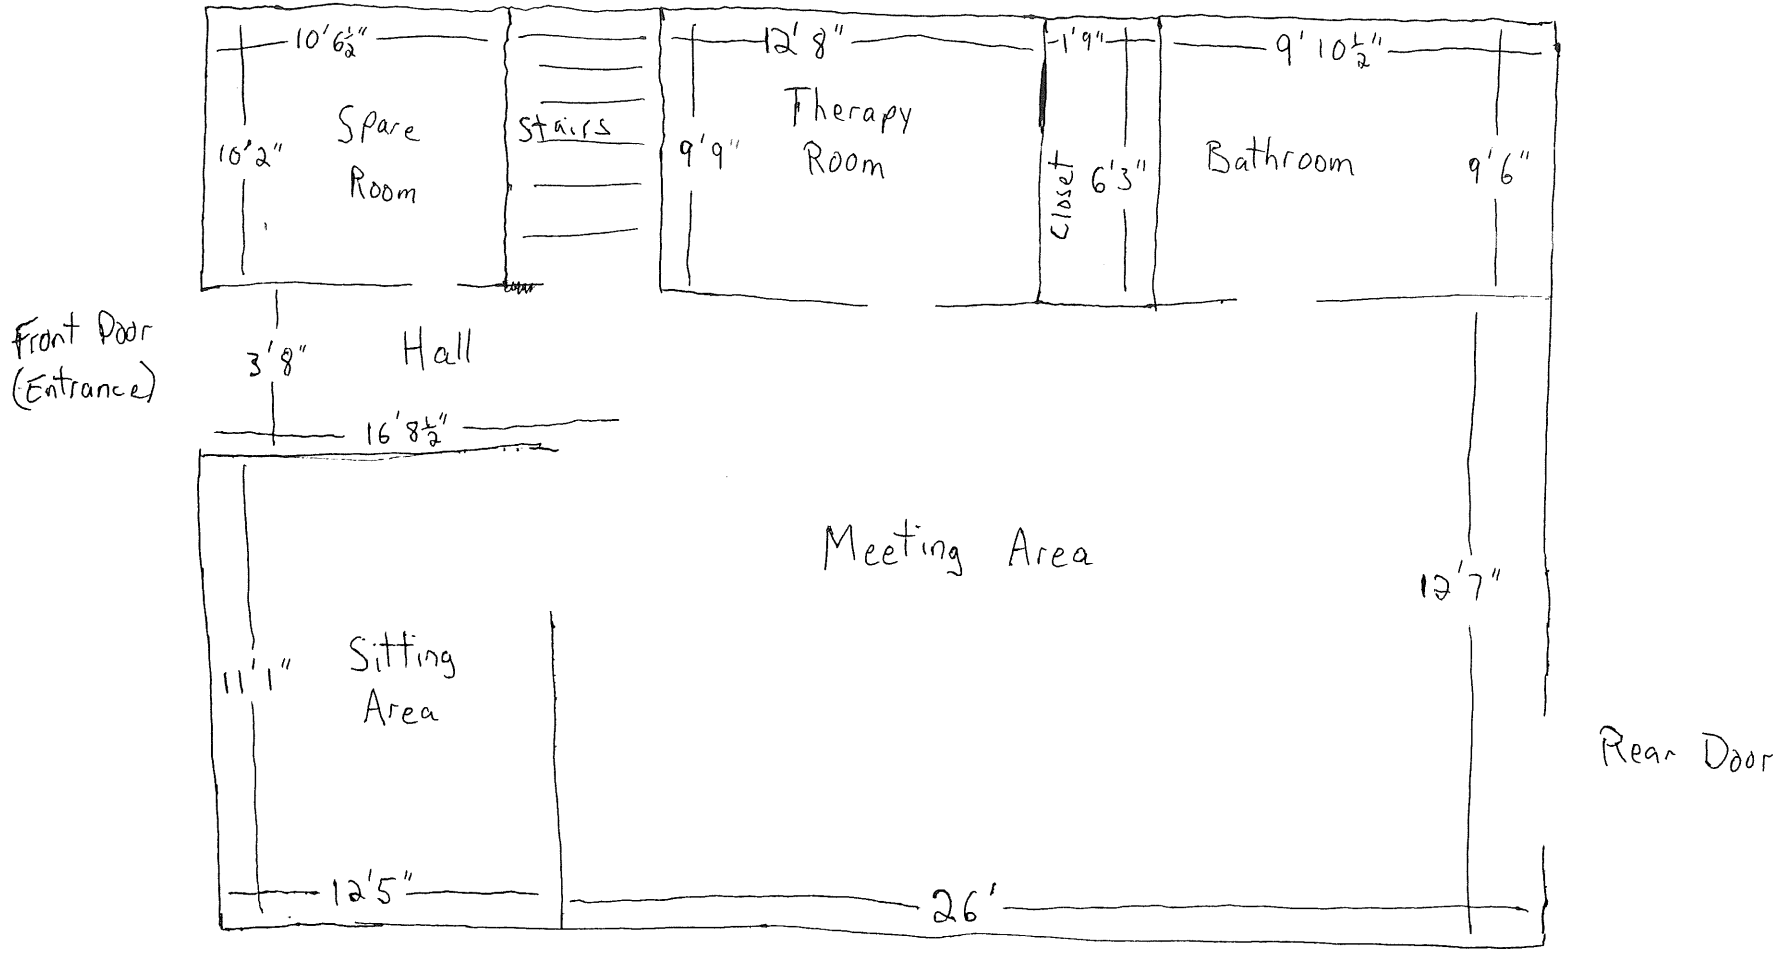 10' 6½"
12' 8"
1' 9"
9' 10½"
10' 2"
Spare
Room
Stairs
9' 9"
Therapy
Room
Closet
6' 3"
Bathroom
9' 6"
Front Door
(Entrance)
3' 8"
Hall
16' 8½"
Meeting Area
12' 7"
Sitting
Area
11' 1"
Rear Door
12' 5"
26'